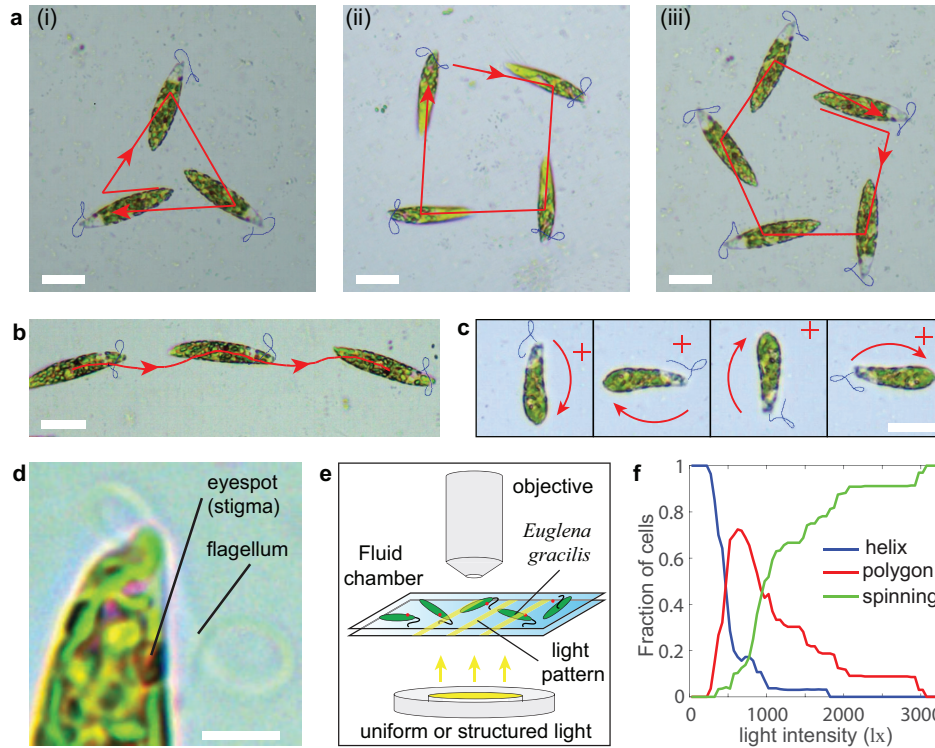 a
(i)
(ii)
(iii)
b
c
+
+
+
+
d
eyespot
(stigma)
flagellum
e
objective
Euglena
gracilis
Fluid
chamber
light
pattern
uniform or structured light
f
Fraction of cells
1
0.8
0.6
0.4
0.2
0
helix
polygon
spinning
0
1000
2000
3000
light intensity (lx)